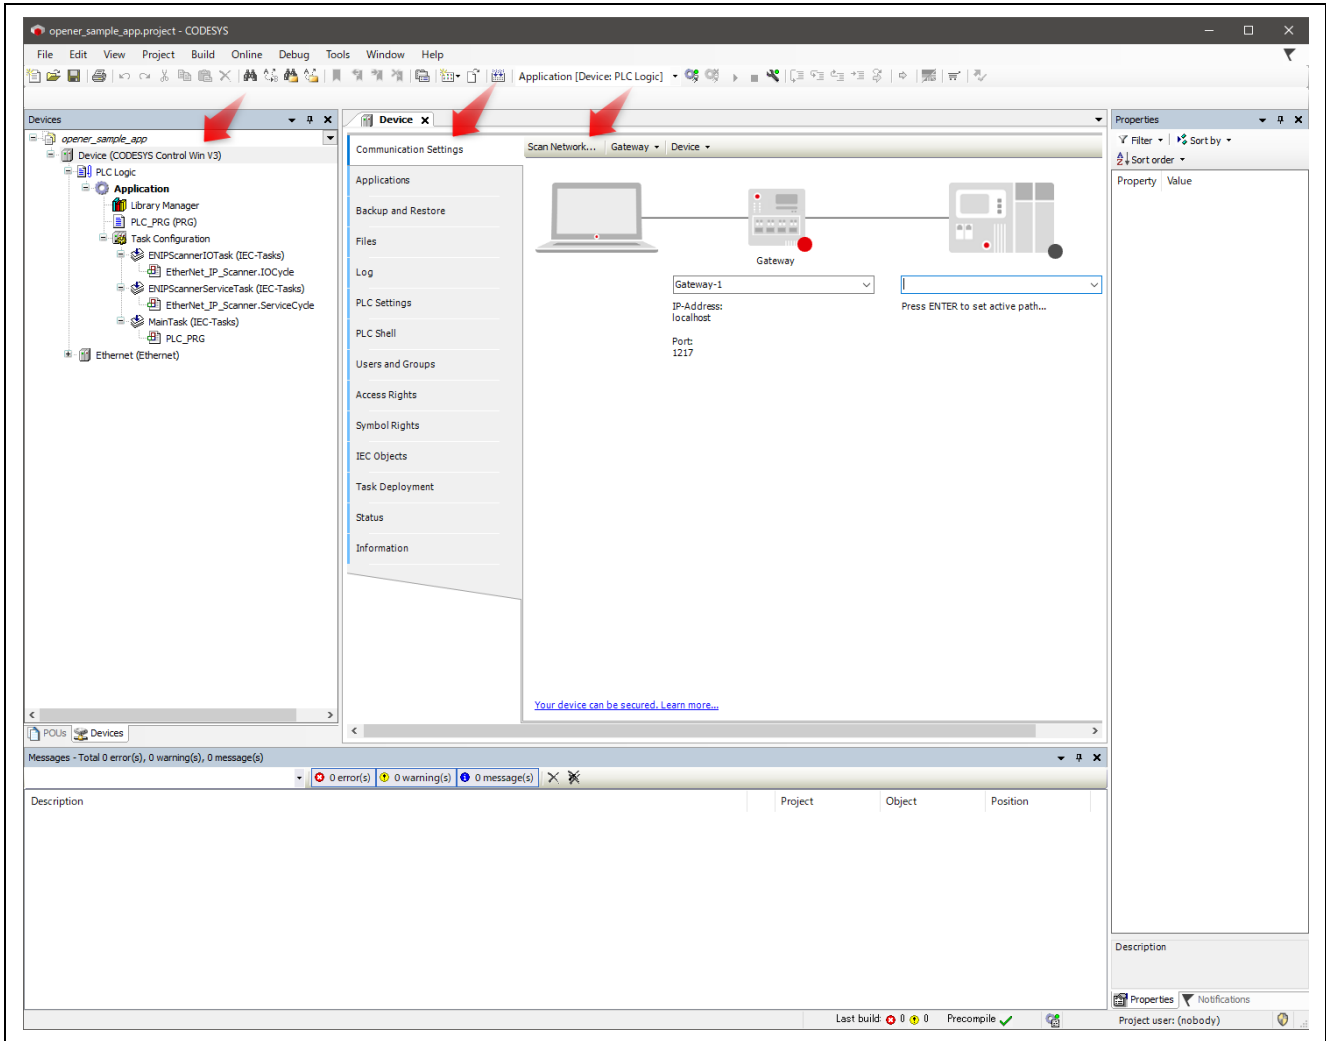 opener_sample_app.project - CODESYS
File Edit View Project Build Online Debug Tools Window Help
Application [Device: PLC Logic]
Devices
opener_sample_app
Device (CODESYS Control Win V3)
PLC Logic
Application
Library Manager
PLC_PRG (PRG)
Task Configuration
ENIPScannerIOTask (IEC-Tasks)
EtherNet_IP_Scanner.IOCycle
ENIPScannerServiceTask (IEC-Tasks)
EtherNet_IP_Scanner.ServiceCycle
MainTask (IEC-Tasks)
PLC_PRG
Ethernet (Ethernet)
POUs Devices
Device
Communication Settings
Applications
Backup and Restore
Files
Log
PLC Settings
PLC Shell
Users and Groups
Access Rights
Symbol Rights
IEC Objects
Task Deployment
Status
Information
Scan Network... Gateway Device
Gateway
Gateway-1
IP-Address:
localhost
Port:
1217
Press ENTER to set active path...
Your device can be secured. Learn more...
Properties
Filter Sort by
Sort order
Property Value
Messages - Total 0 error(s), 0 warning(s), 0 message(s)
0 error(s) 0 warning(s) 0 message(s)
Description Project Object Position
Description
Properties Notifications
Last build: 0 0 Precompile Project user: (nobody)